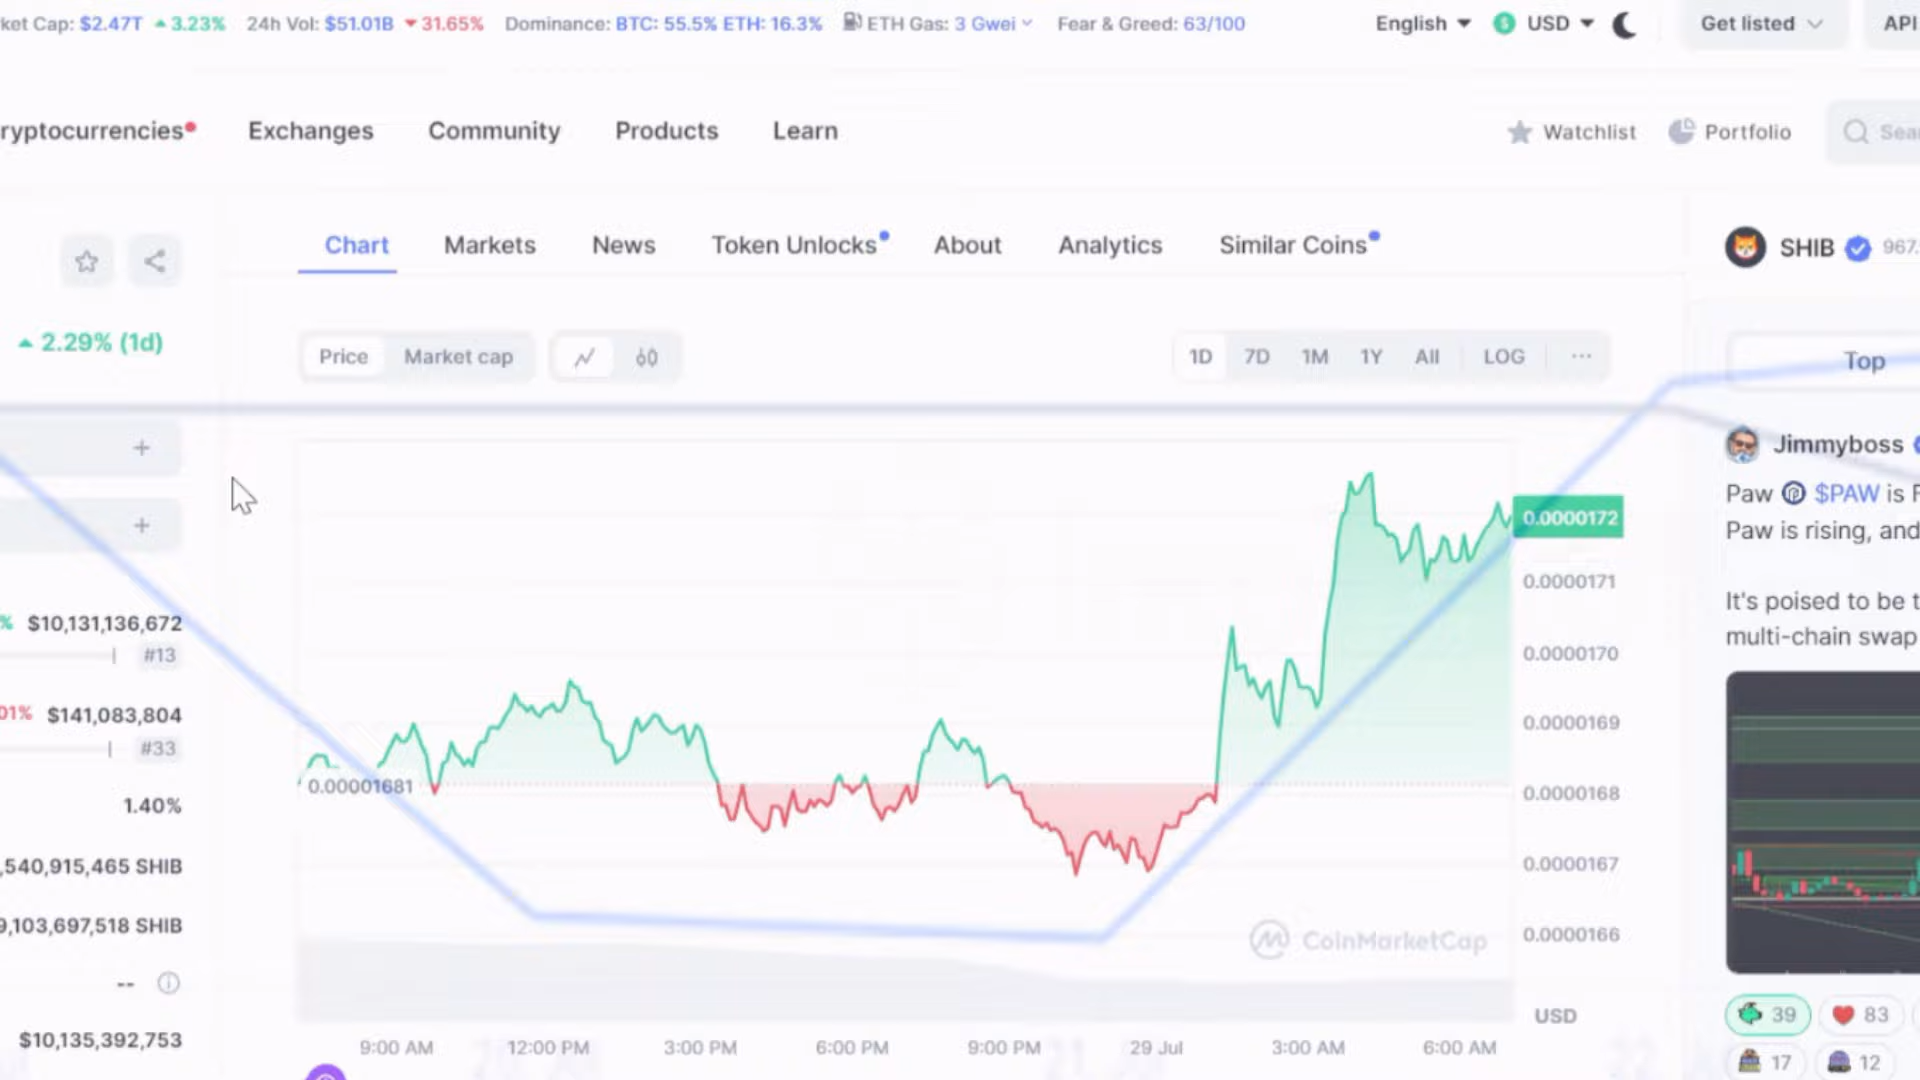 ket Cap: $2.47T 3.23% 24h Vol: $51.01B 31.65% Dominance: BTC: 55.5% ETH: 16.3% ETH Gas: 3 Gwei Fear & Greed: 63/100 English USD Get listed API
ryptocurrencies Exchanges Community Products Learn Watchlist Portfolio Sear
Chart Markets News Token Unlocks About Analytics Similar Coins
SHIB 967.
2.29% (1d)
Price Market cap 1D 7D 1M 1Y All LOG
Top
Jimmyboss
Paw $PAW is F
Paw is rising, and
It's poised to be t
multi-chain swap
0.0000172
0.0000171
0.0000170
0.0000169
0.0000168
0.0000167
0.0000166
0.00001681
% $10,131,136,672
#13
01% $141,083,804
#33
1.40%
,540,915,465 SHIB
9,103,697,518 SHIB
--
$10,135,392,753
CoinMarketCap
USD
9:00 AM 12:00 PM 3:00 PM 6:00 PM 9:00 PM 29 Jul 3:00 AM 6:00 AM
39 83
17 12